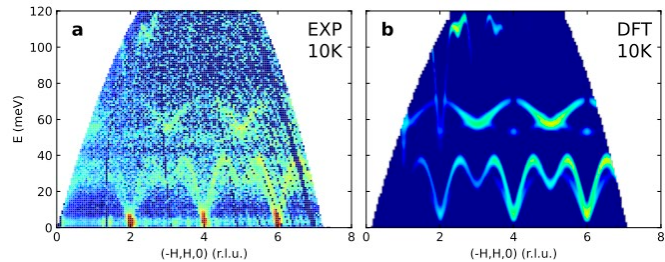 a
EXP
10K
E (meV)
120
100
80
60
40
20
0
0 2 4 6 8
(-H,H,0) (r.l.u.)
b
DFT
10K
0 2 4 6 8
(-H,H,0) (r.l.u.)